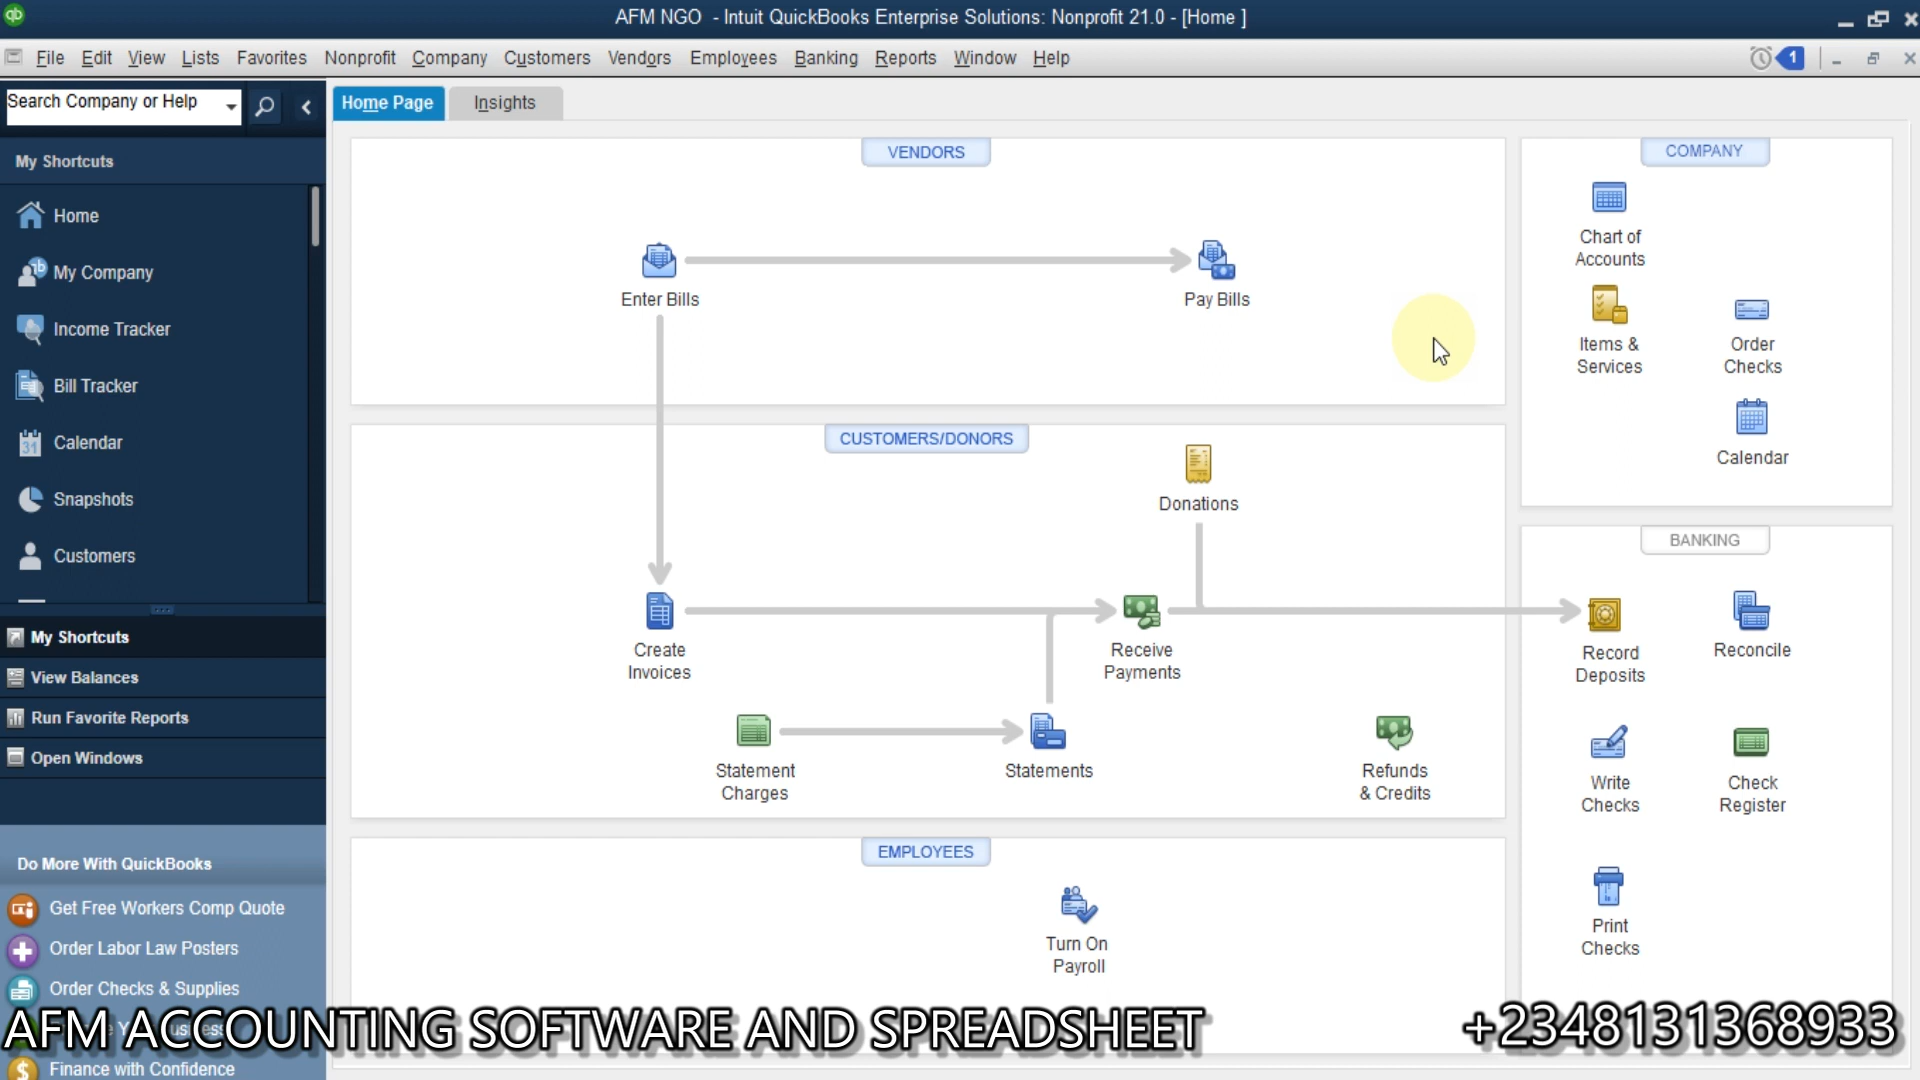 AFM NGO - Intuit QuickBooks Enterprise Solutions: Nonprofit 21.0 - [Home ]
File Edit View Lists Favorites Nonprofit Company Customers Vendors Employees Banking Reports Window Help
1
Search Company or Help
Home Page
Insights
My Shortcuts
Home
My Company
Income Tracker
Bill Tracker
31
Calendar
Snapshots
Customers
My Shortcuts
View Balances
Run Favorite Reports
Open Windows
Do More With QuickBooks
Get Free Workers Comp Quote
Order Labor Law Posters
Order Checks & Supplies
Finance with Confidence
VENDORS
Enter Bills
Pay Bills
CUSTOMERS/DONORS
Donations
Create
Invoices
Receive
Payments
Statement
Charges
Statements
Refunds
& Credits
EMPLOYEES
Turn On
Payroll
COMPANY
Chart of
Accounts
Items &
Services
Order
Checks
Calendar
BANKING
Record
Deposits
Reconcile
Write
Checks
Check
Register
Print
Checks
AFM ACCOUNTING SOFTWARE AND SPREADSHEET
+2348131368933